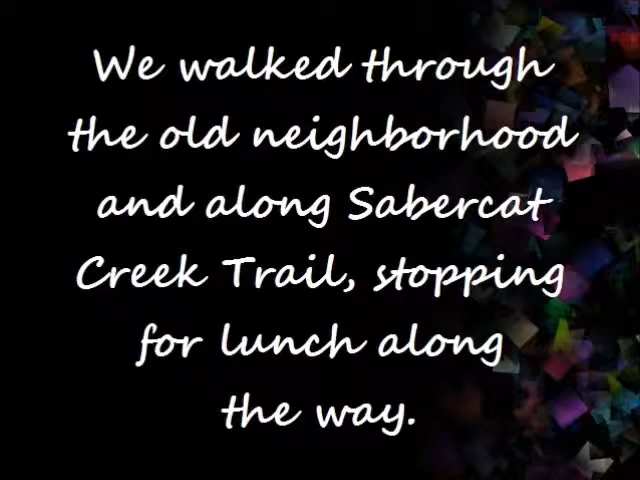 We walked through
the old neighborhood
and along Sabercat
Creek Trail, stopping
for lunch along
the way.